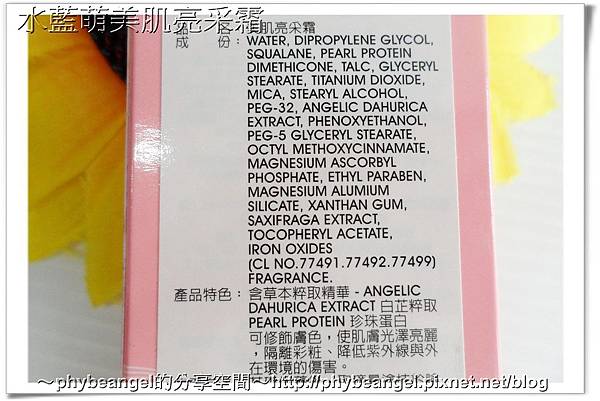 水藍萌美肌亮采霜
美肌亮采霜
成 份: WATER, DIPROPYLENE GLYCOL,
SQUALANE, PEARL PROTEIN
DIMETHICONE, TALC, GLYCERYL
STEARATE, TITANIUM DIOXIDE,
MICA, STEARYL ALCOHOL,
PEG-32, ANGELIC DAHURICA
EXTRACT, PHENOXYETHANOL,
PEG-5 GLYCERYL STEARATE,
OCTYL METHOXYCINNAMATE,
MAGNESIUM ASCORBYL
PHOSPHATE, ETHYL PARABEN,
MAGNESIUM ALUMIUM
SILICATE, XANTHAN GUM,
SAXIFRAGA EXTRACT,
TOCOPHERYL ACETATE,
IRON OXIDES
(CL NO.77491.77492.77499)
FRAGRANCE.
產品特色: 含草本粹取精華 - ANGELIC
DAHURICA EXTRACT 白芷粹取
PEARL PROTEIN 珍珠蛋白
可修飾膚色, 使肌膚光澤亮麗
, 隔離彩粧、降低紫外線與外
在環境的傷害。
~phybeangel的分享空間~http://phybeangel.pixnet.net/blog